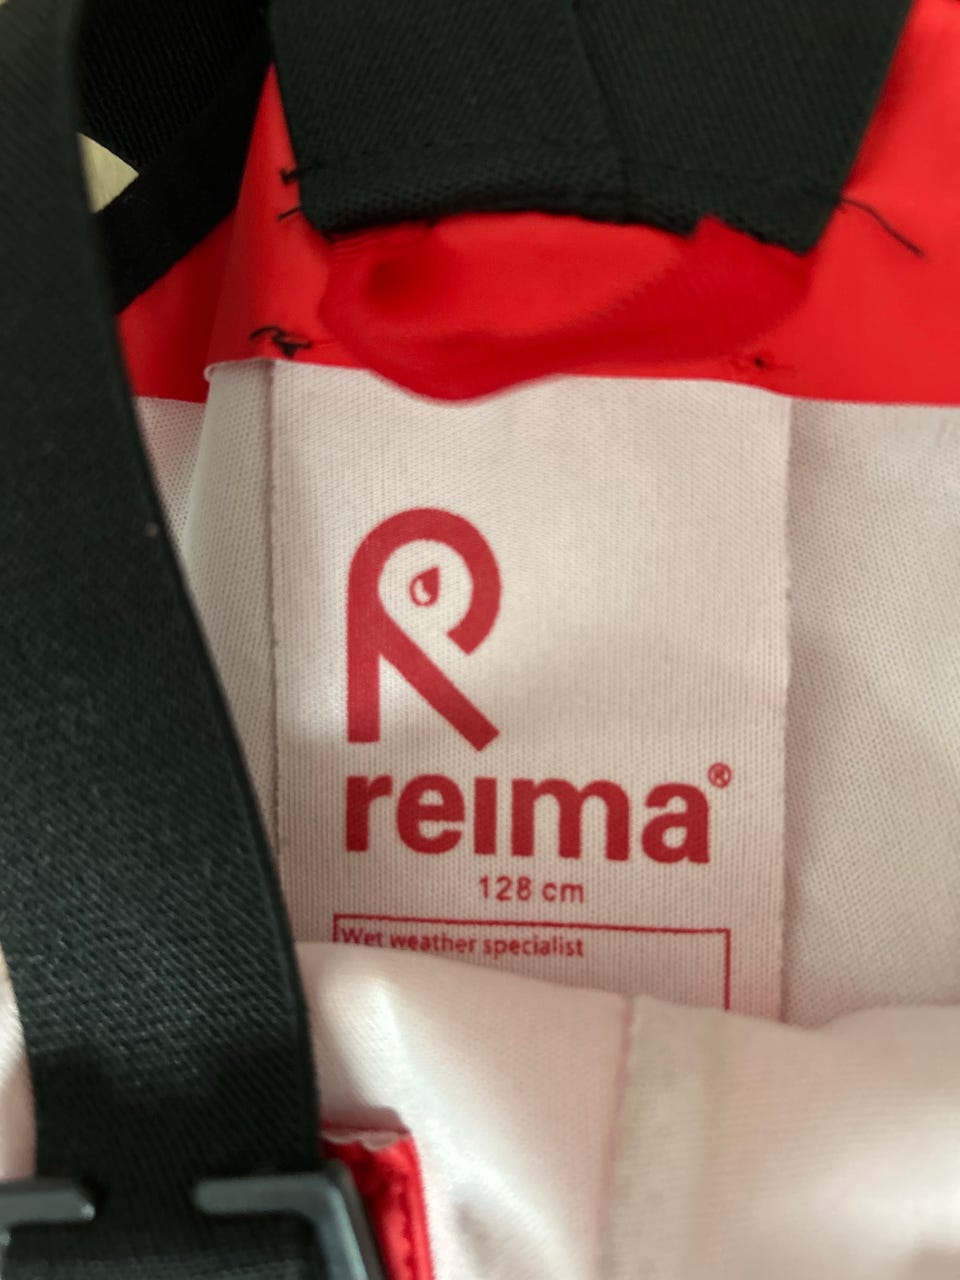 reima®
128 cm
Wet weather specialist